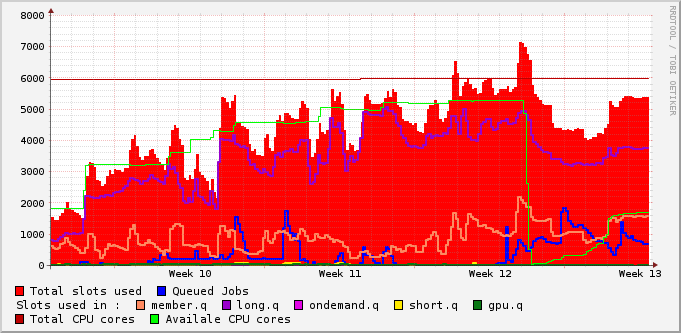 8000
7000
6000
5000
4000
3000
2000
1000
0
Week 10 Week 11 Week 12 Week 13
RRDTOOL / TOBI OETIKER
Total slots used Queued Jobs
Slots used in : member.q long.q ondemand.q short.q gpu.q
Total CPU cores Availale CPU cores